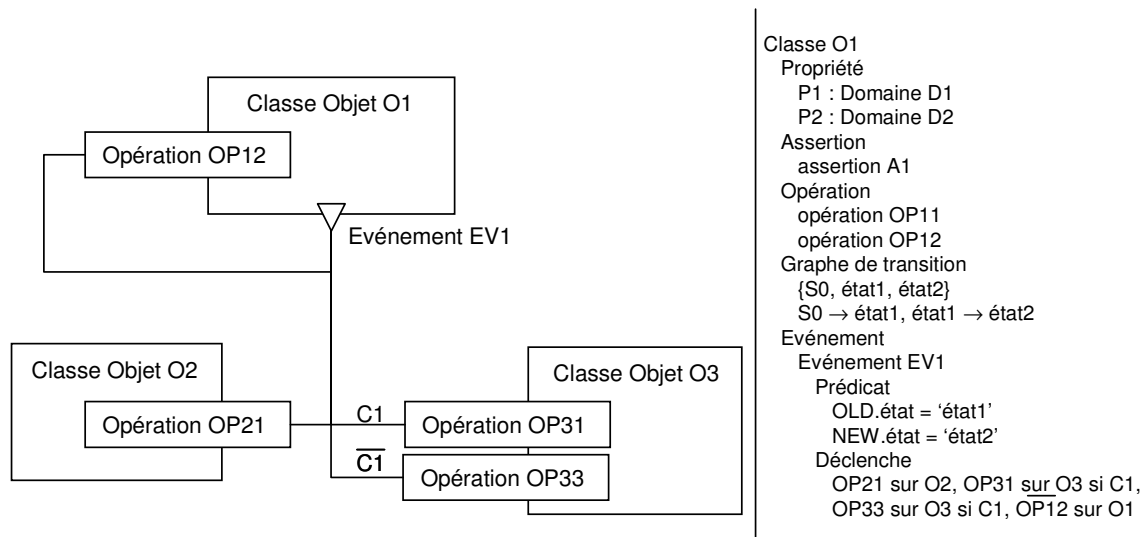 Classe Objet O1
Opération OP12
Evénement EV1
Classe Objet O2
Opération OP21
C1
Classe Objet O3
Opération OP31
C1
Opération OP33
Classe O1
Propriété
P1 : Domaine D1
P2 : Domaine D2
Assertion
assertion A1
Opération
opération OP11
opération OP12
Graphe de transition
{S0, état1, état2}
S0 → état1, état1 → état2
Evénement
Evénement EV1
Prédicat
OLD.état = ‘état1’
NEW.état = ‘état2’
Déclenche
OP21 sur O2, OP31 sur O3 si C1,
OP33 sur O3 si C1, OP12 sur O1